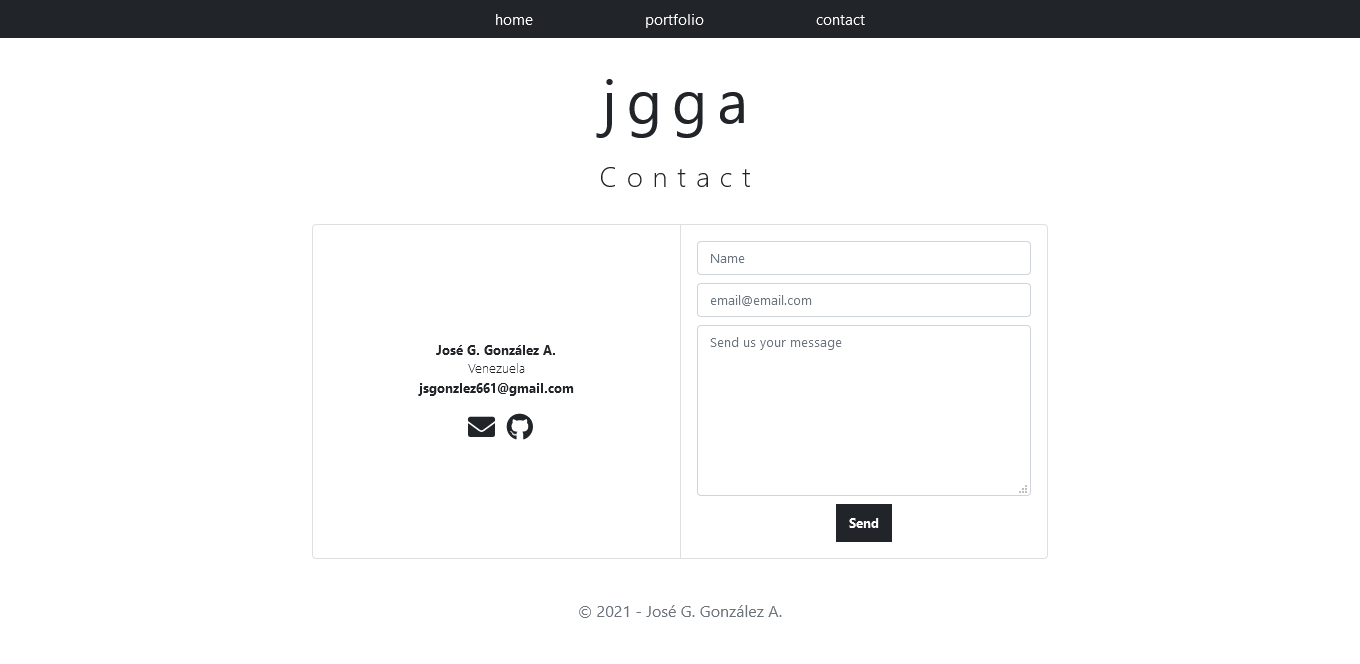 home portfolio contact
jgga
Contact
José G. González A.
Venezuela
jsgonzlez661@gmail.com
Name
email@email.com
Send us your message
Send
© 2021 - José G. González A.